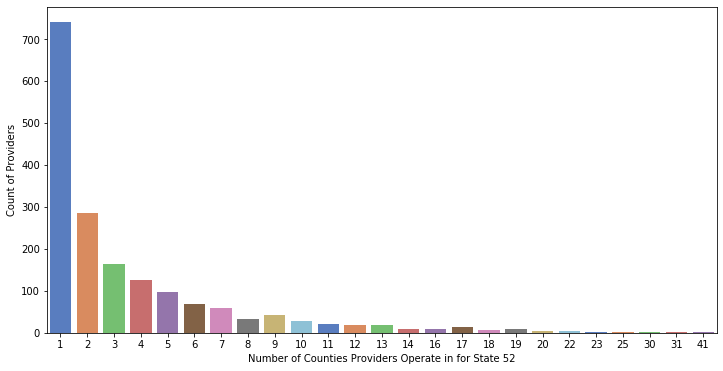 Count of Providers
700
600
500
400
300
200
100
0
1 2 3 4 5 6 7 8 9 10 11 12 13 14 16 17 18 19 20 22 23 25 30 31 41
Number of Counties Providers Operate in for State 52